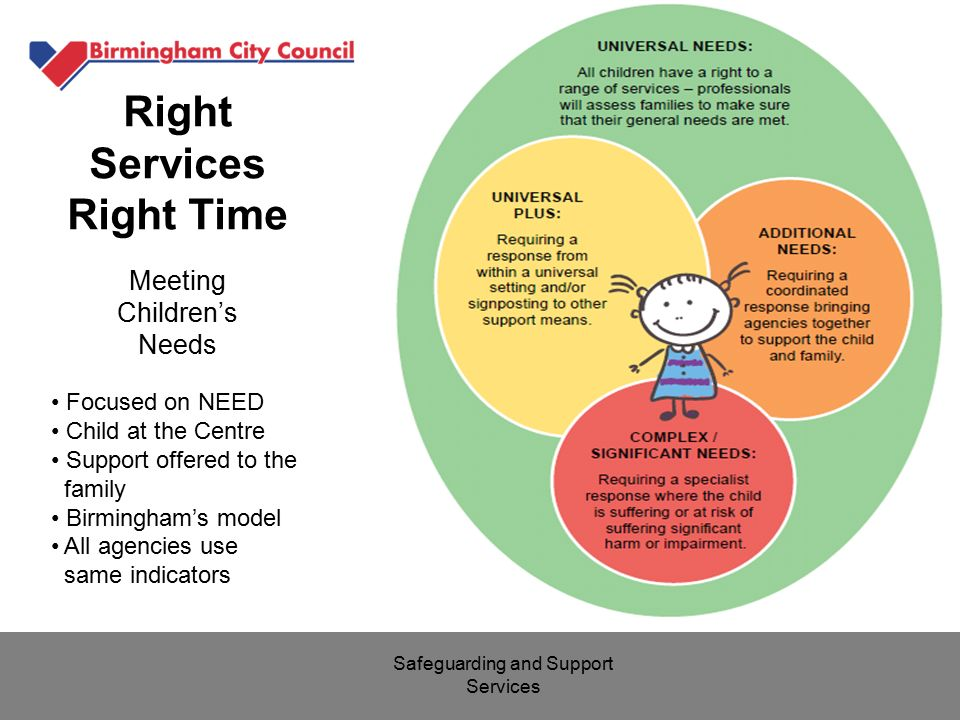 Birmingham City Council
Right
Services
Right Time
Meeting
Children’s
Needs
• Focused on NEED
• Child at the Centre
• Support offered to the
family
• Birmingham’s model
• All agencies use
same indicators
UNIVERSAL NEEDS:
All children have a right to a
range of services – professionals
will assess families to make sure
that their general needs are met.
UNIVERSAL
PLUS:
Requiring a
response from
within a universal
setting and/or
signposting to other
support means.
ADDITIONAL
NEEDS:
Requiring a
coordinated
response bringing
agencies together
to support the child
and family.
COMPLEX /
SIGNIFICANT NEEDS:
Requiring a specialist
response where the child
is suffering or at risk of
suffering significant
harm or impairment.
Safeguarding and Support
Services